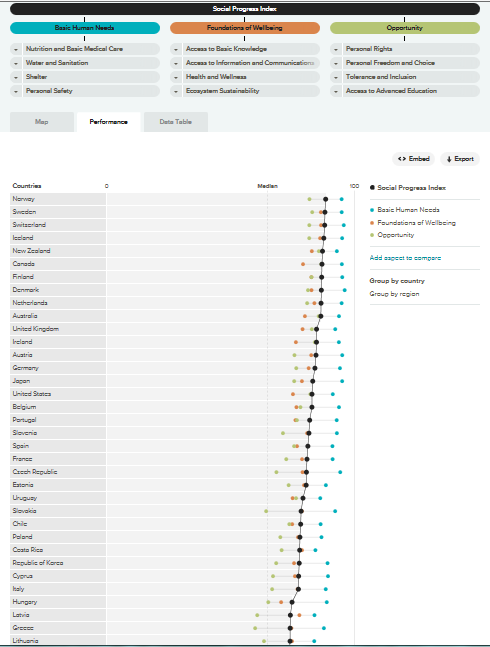 Social Progress Index
Basic Human Needs
Foundations of Wellbeing
Opportunity
Nutrition and Basic Medical Care
Access to Basic Knowledge
Personal Rights
Water and Sanitation
Access to Information and Communications
Personal Freedom and Choice
Shelter
Health and Wellness
Tolerance and Inclusion
Personal Safety
Ecosystem Sustainability
Access to Advanced Education
Map
Performance
Data Table
<> Embed
Export
Countries
0
Median
100
Social Progress Index
Basic Human Needs
Foundations of Wellbeing
Opportunity
Add aspect to compare
Group by country
Group by region
Norway
Sweden
Switzerland
Iceland
New Zealand
Canada
Finland
Denmark
Netherlands
Australia
United Kingdom
Ireland
Austria
Germany
Japan
United States
Belgium
Portugal
Slovenia
Spain
France
Czech Republic
Estonia
Uruguay
Slovakia
Chile
Poland
Costa Rica
Republic of Korea
Cyprus
Italy
Hungary
Latvia
Greece
Lithuania